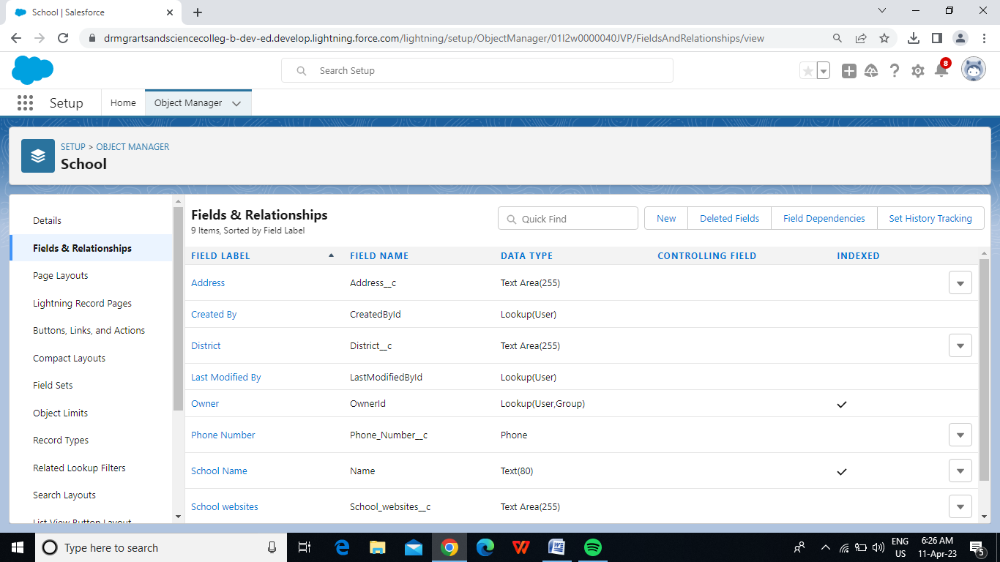 School | Salesforce
drmgrartsandsciencecolleg-b-dev-ed.develop.lightning.force.com/lightning/setup/ObjectManager/01I2w0000040JVP/FieldsAndRelationships/view
Search Setup
8
Setup Home Object Manager
SETUP > OBJECT MANAGER
School
Details
Fields & Relationships
Page Layouts
Lightning Record Pages
Buttons, Links, and Actions
Compact Layouts
Field Sets
Object Limits
Record Types
Related Lookup Filters
Search Layouts
List View Button Layout
Fields & Relationships
9 Items, Sorted by Field Label
Quick Find New Deleted Fields Field Dependencies Set History Tracking
FIELD LABEL FIELD NAME DATA TYPE CONTROLLING FIELD INDEXED
Address Address__c Text Area(255)
Created By CreatedById Lookup(User)
District District__c Text Area(255)
Last Modified By LastModifiedById Lookup(User)
Owner OwnerId Lookup(User,Group)
Phone Number Phone_Number__c Phone
School Name Name Text(80)
School websites School_websites__c Text Area(255)
Type here to search
ENG
US
6:26 AM
11-Apr-23
5